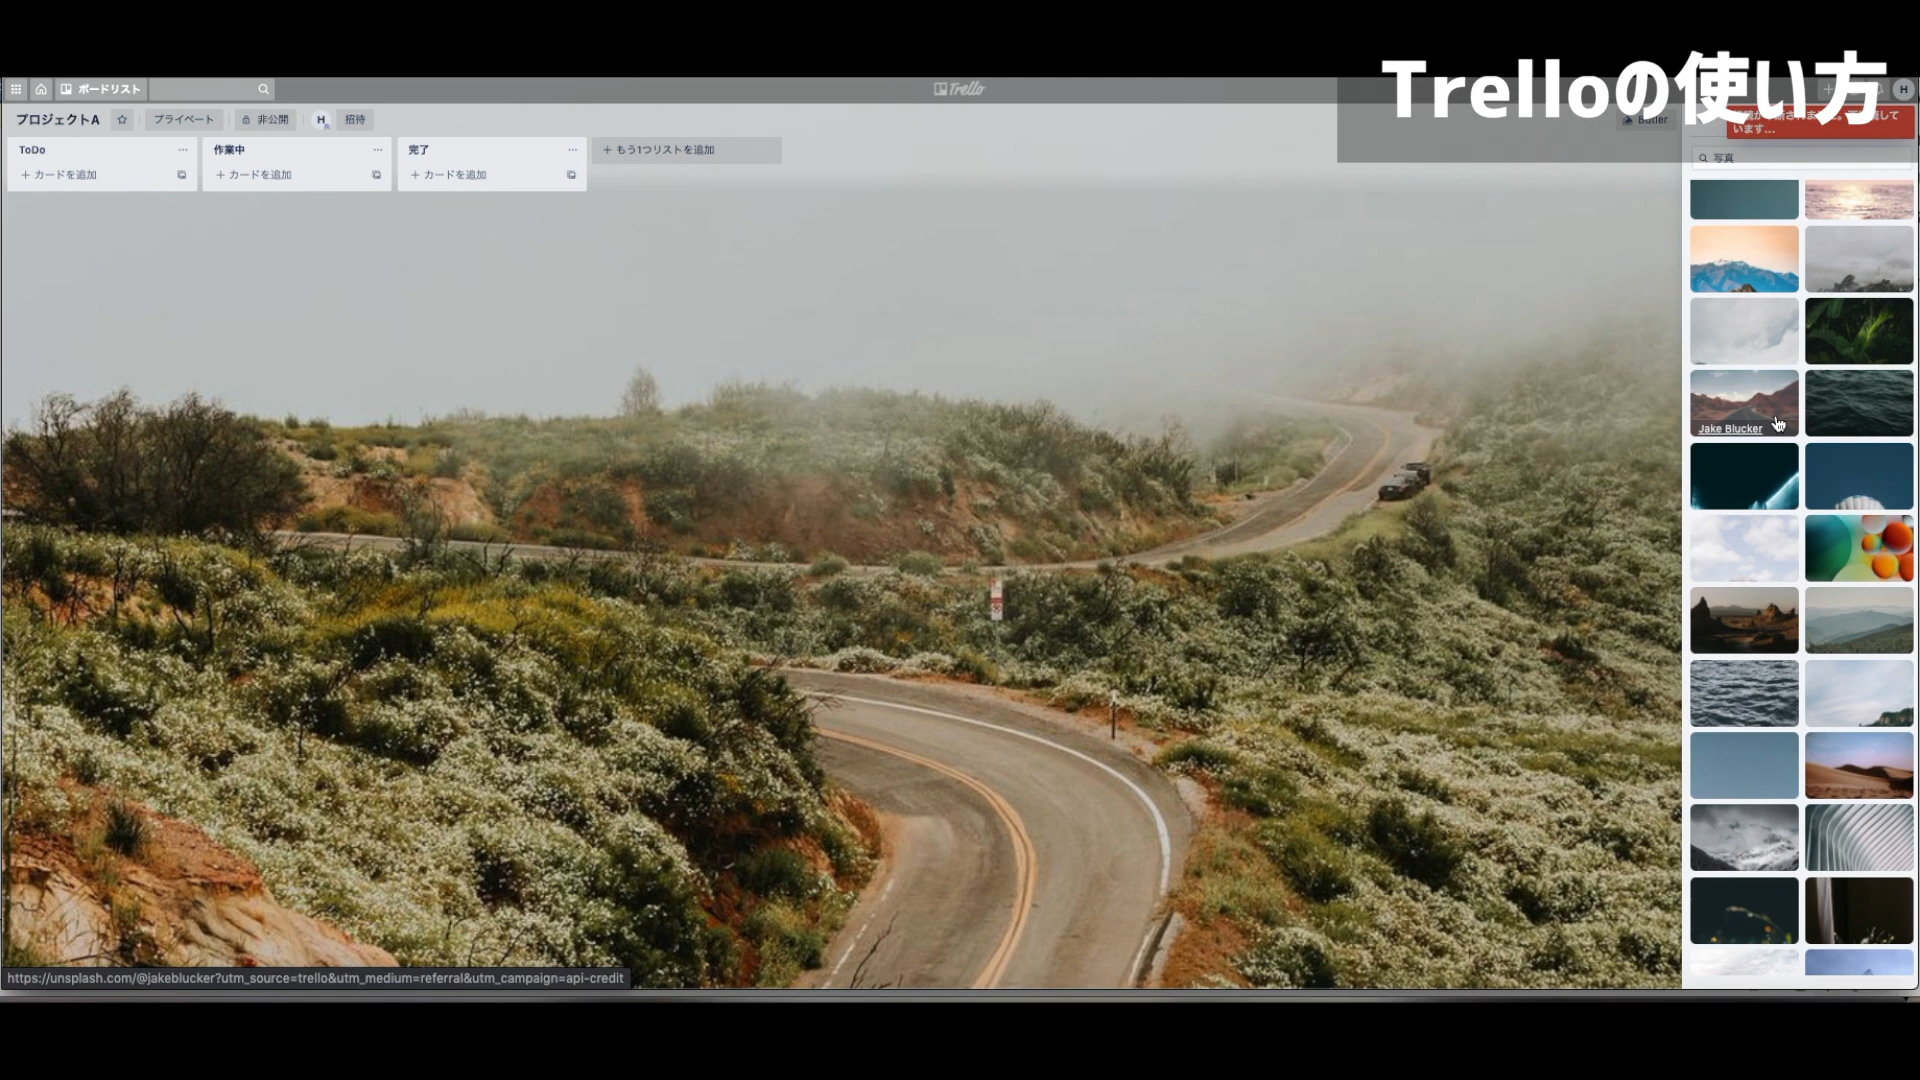 Trelloの使い方
ボードリスト
Trello
H
プロジェクトA
プライベート
非公開
H
招待
Butler
います...
写真
ToDo
作業中
完了
+ もう1つリストを追加
+ カードを追加
+ カードを追加
+ カードを追加
Jake Blucker
https://unsplash.com/@jakeblucker?utm_source=trello&utm_medium=referral&utm_campaign=api-credit